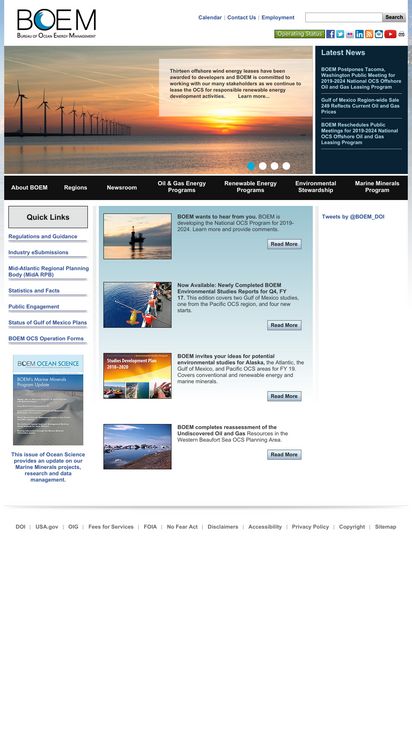 BOEM
BUREAU OF OCEAN ENERGY MANAGEMENT
Calendar | Contact Us | Employment
Search
Operating Status
Thirteen offshore wind energy leases have been
awarded to developers and BOEM is committed to
working with our many stakeholders as we continue to
lease the OCS for responsible renewable energy
development activities. Learn more...
Latest News
BOEM Postpones Tacoma,
Washington Public Meeting for
2019-2024 National OCS Offshore
Oil and Gas Leasing Program
Gulf of Mexico Region-wide Sale
249 Reflects Current Oil and Gas
Prices
BOEM Reschedules Public
Meetings for 2019-2024 National
OCS Offshore Oil and Gas
Leasing Program
About BOEM
Regions
Newsroom
Oil & Gas Energy
Programs
Renewable Energy
Programs
Environmental
Stewardship
Marine Minerals
Program
Quick Links
Regulations and Guidance
Industry eSubmissions
Mid-Atlantic Regional Planning
Body (MidA RPB)
Statistics and Facts
Public Engagement
Status of Gulf of Mexico Plans
BOEM OCS Operation Forms
BOEM OCEAN SCIENCE
BOEM's Marine Minerals
Program Update
This issue of Ocean Science
provides an update on our
Marine Minerals projects,
research and data
management.
BOEM wants to hear from you. BOEM is
developing the National OCS Program for 2019-
2024. Learn more and provide comments.
Read More
Now Available: Newly Completed BOEM
Environmental Studies Reports for Q4, FY
17. This edition covers two Gulf of Mexico studies,
one from the Pacific OCS region, and four new
starts.
Read More
Studies Development Plan
2018–2020
BOEM invites your ideas for potential
environmental studies for Alaska, the Atlantic, the
Gulf of Mexico, and Pacific OCS areas for FY 19.
Covers conventional and renewable energy and
marine minerals.
Read More
BOEM completes reassessment of the
Undiscovered Oil and Gas Resources in the
Western Beaufort Sea OCS Planning Area.
Read More
Tweets by @BOEM_DOI
DOI | USA.gov | OIG | Fees for Services | FOIA | No Fear Act | Disclaimers | Accessibility | Privacy Policy | Copyright | Sitemap